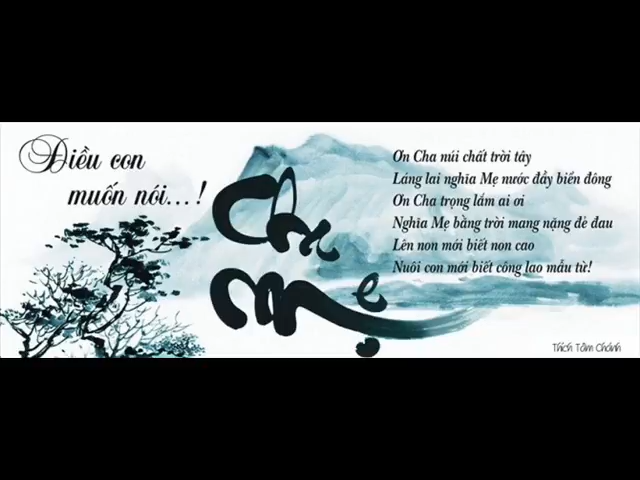 Điều con
muốn nói...!
Cha
Mẹ
Ơn Cha núi chất trời tây
Láng lai nghĩa Mẹ nước đầy biển đông
Ơn Cha trọng lắm ai ơi
Nghĩa Mẹ bằng trời mang nặng đẻ đau
Lên non mới biết non cao
Nuôi con mới biết công lao mẫu từ!
Thích Tâm Chánh